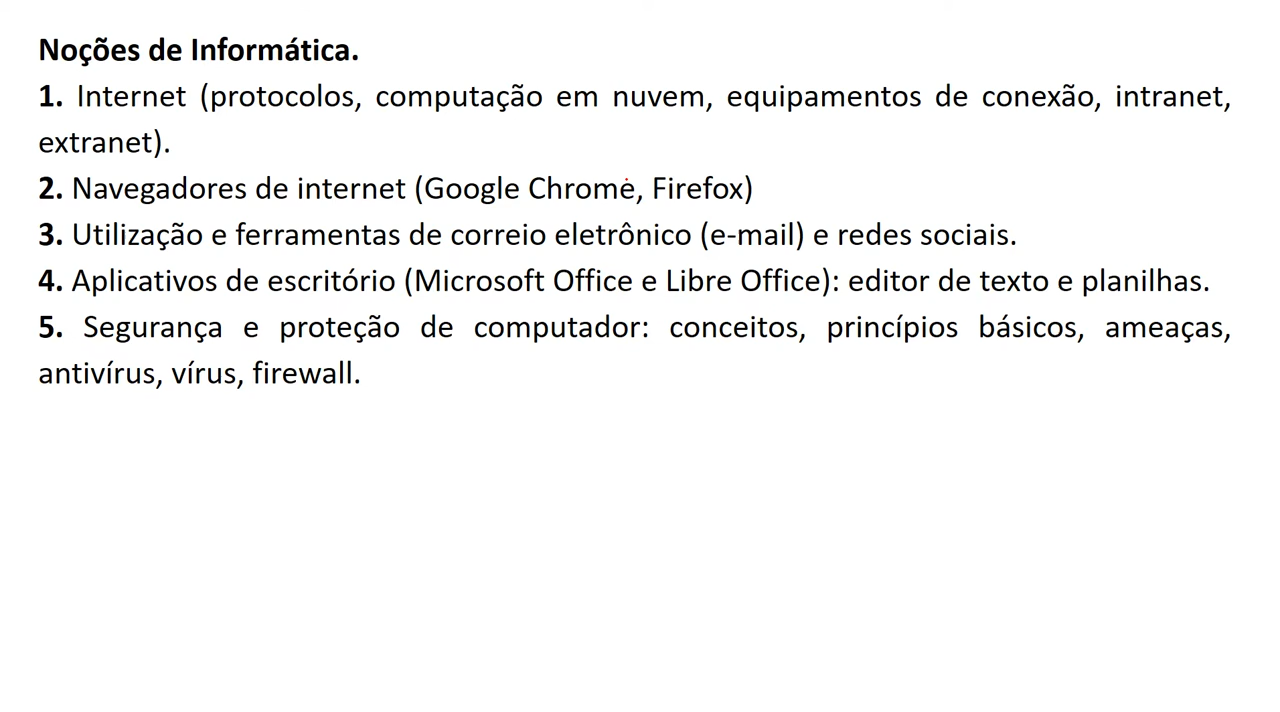 Noções de Informática.
1. Internet (protocolos, computação em nuvem, equipamentos de conexão, intranet,
extranet).
2. Navegadores de internet (Google Chrome, Firefox)
3. Utilização e ferramentas de correio eletrônico (e-mail) e redes sociais.
4. Aplicativos de escritório (Microsoft Office e Libre Office): editor de texto e planilhas.
5. Segurança e proteção de computador: conceitos, princípios básicos, ameaças,
antivírus, vírus, firewall.